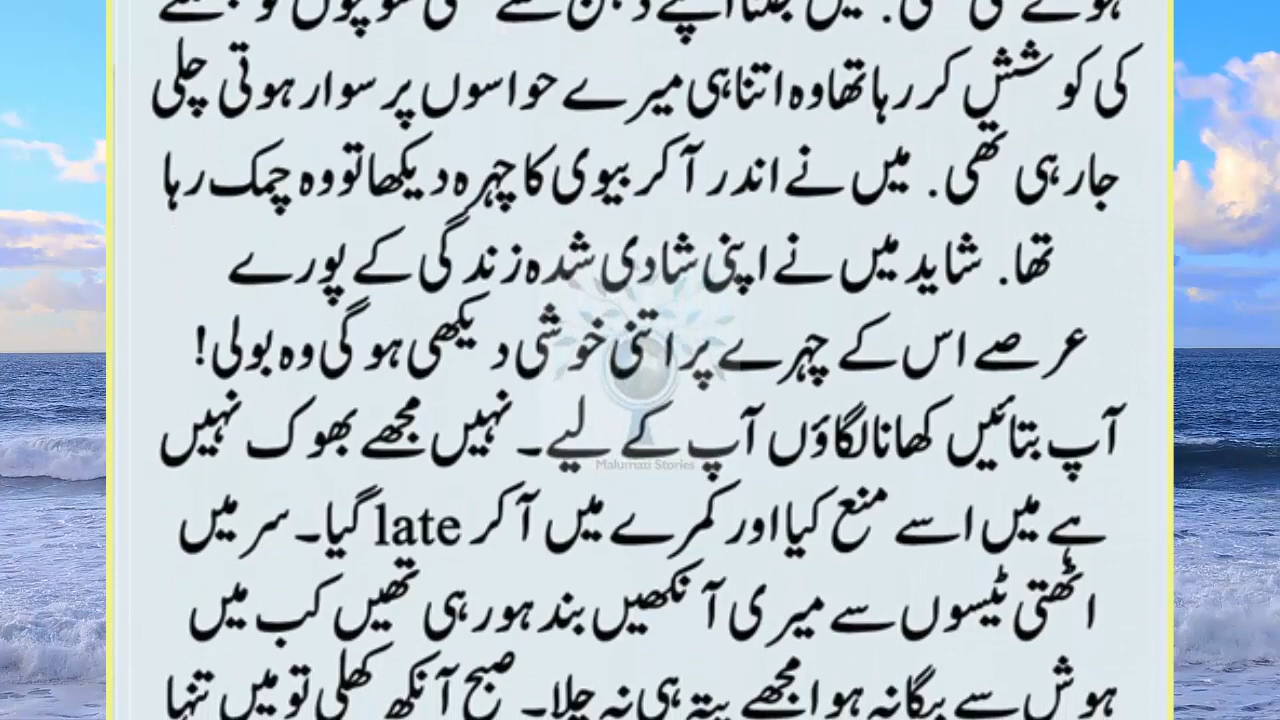 کی کوشش کر رہا تھا وہ اتنا ہی میرے حواسوں پر سوار ہوتی چلی
جا رہی تھی. میں نے اندر آ کر بیوی کا چہرہ دیکھا تو وہ چمک رہا
تھا. شاید میں نے اپنی شادی شدہ زندگی کے پورے
عرصے اس کے چہرے پر اتنی خوشی دیکھی ہو گی وہ بولی!
آپ بتائیں کھانا لگاؤں آپ کے لیے۔ نہیں مجھے بھوک نہیں
Malumati Stories
ہے میں اسے منع کیا اور کمرے میں آ کر late گیا۔ سر میں
اٹھتی ٹیسوں سے میری آنکھیں بند ہو رہی تھیں کب میں
ہوش سے بیگانہ ہوا مجھے پتہ ہی نہ چلا۔ صبح آنکھ کھلی تو میں تنہا